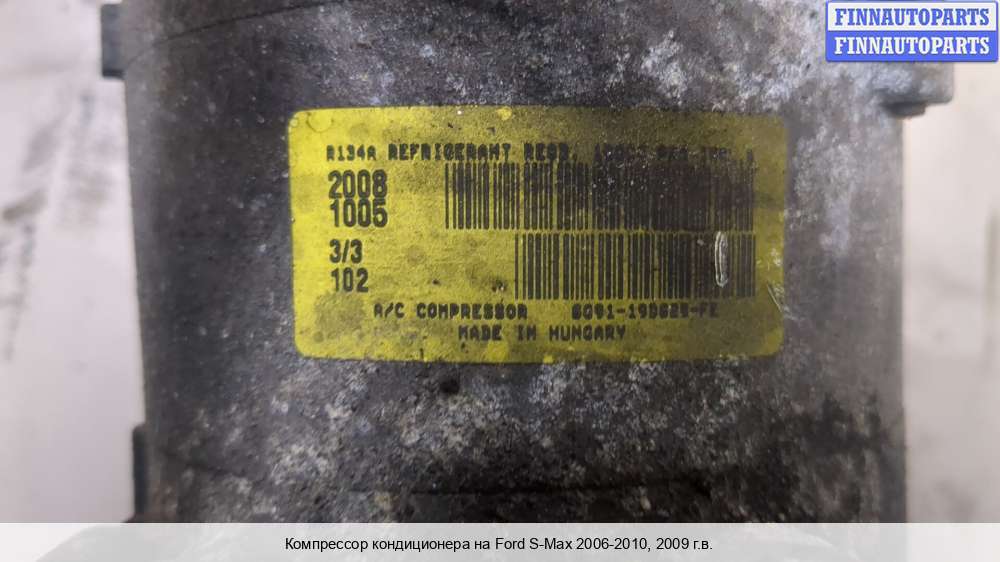 FINNAUTOPARTS
FINNAUTOPARTS
R134A REFRIGERANT
2008
1005
3/3
102
A/C COMPRESSOR
MADE IN HUNGARY
Компрессор кондиционера на Ford S-Max 2006-2010, 2009 г.в.